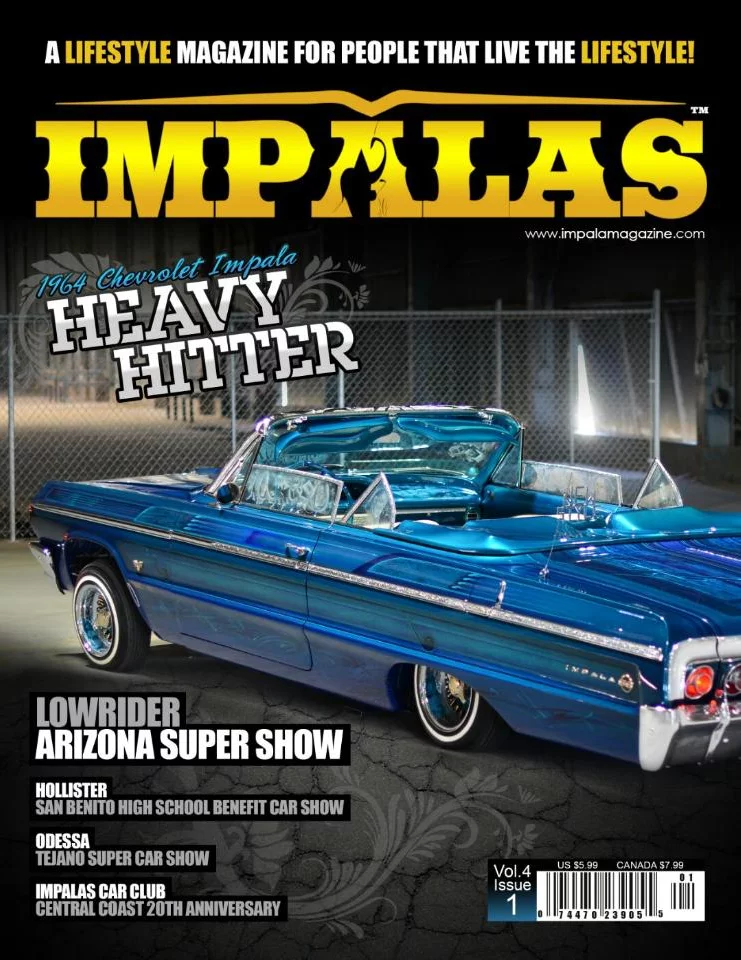 A LIFESTYLE MAGAZINE FOR PEOPLE THAT LIVE THE LIFESTYLE!
IMPALAS™
www.impalamagazine.com
1964 Chevrolet Impala
HEAVY
HITTER
IMPALA
LOWRIDER
ARIZONA SUPER SHOW
HOLLISTER
SAN BENITO HIGH SCHOOL BENEFIT CAR SHOW
ODESSA
TEJANO SUPER CAR SHOW
IMPALAS CAR CLUB
CENTRAL COAST 20TH ANNIVERSARY
Vol.4
Issue
1
US $5.99 CANADA $7.99
01
0 74470 23905 5